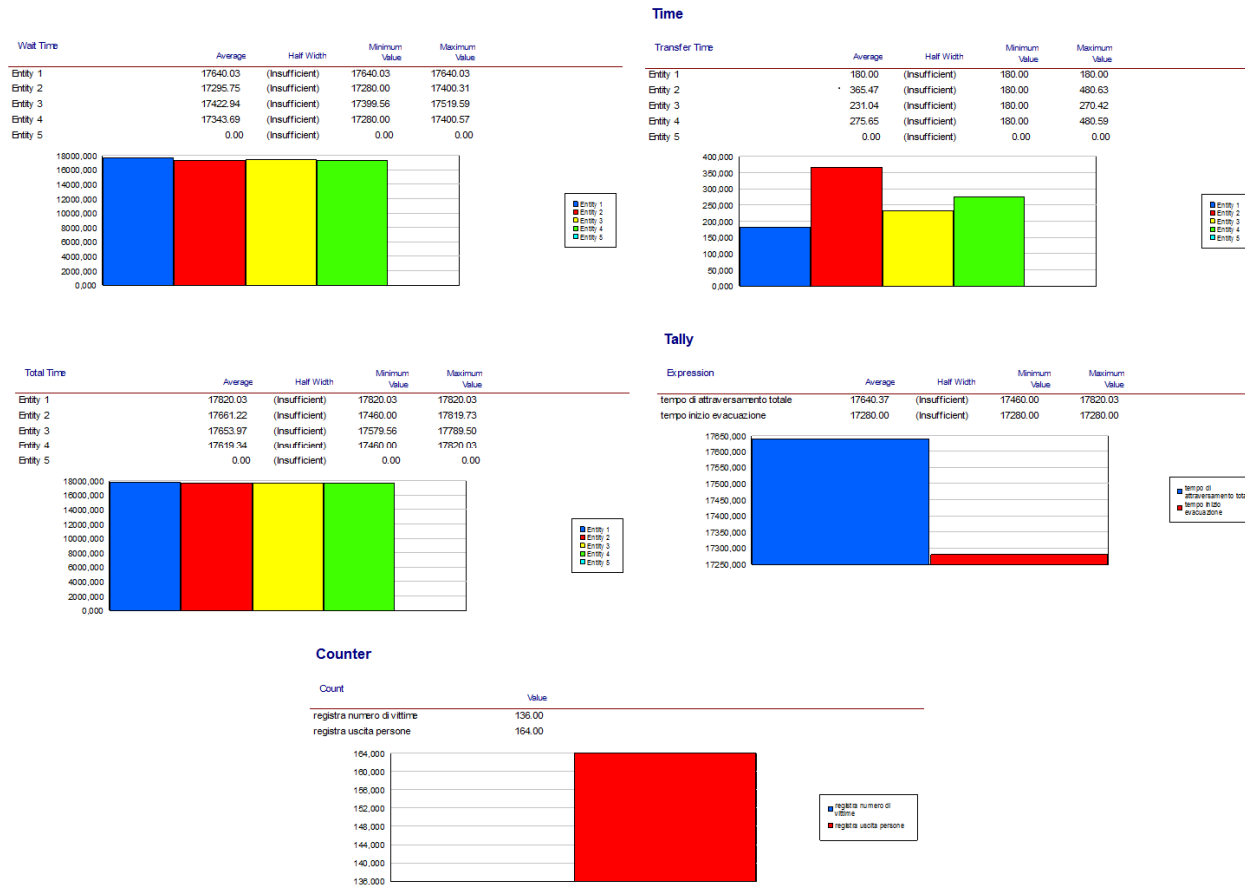 Time
Wait Time
Average Half Width Minimum Value Maximum Value
Entity 1 17640.03 (Insufficient) 17640.03 17640.03
Entity 2 17295.75 (Insufficient) 17280.00 17400.31
Entity 3 17422.94 (Insufficient) 17399.56 17519.59
Entity 4 17343.69 (Insufficient) 17280.00 17400.57
Entity 5 0.00 (Insufficient) 0.00 0.00
18000,000
16000,000
14000,000
12000,000
10000,000
8000,000
6000,000
4000,000
2000,000
0,000
Entity 1
Entity 2
Entity 3
Entity 4
Entity 5
Transfer Time
Average Half Width Minimum Value Maximum Value
Entity 1 180.00 (Insufficient) 180.00 180.00
Entity 2 365.47 (Insufficient) 180.00 480.63
Entity 3 231.04 (Insufficient) 180.00 270.42
Entity 4 275.65 (Insufficient) 180.00 480.59
Entity 5 0.00 (Insufficient) 0.00 0.00
400,000
350,000
300,000
250,000
200,000
150,000
100,000
50,000
0,000
Entity 1
Entity 2
Entity 3
Entity 4
Entity 5
Total Time
Average Half Width Minimum Value Maximum Value
Entity 1 17820.03 (Insufficient) 17820.03 17820.03
Entity 2 17661.22 (Insufficient) 17460.00 17819.73
Entity 3 17653.97 (Insufficient) 17579.56 17789.50
Entity 4 17619.34 (Insufficient) 17460.00 17820.03
Entity 5 0.00 (Insufficient) 0.00 0.00
18000,000
16000,000
14000,000
12000,000
10000,000
8000,000
6000,000
4000,000
2000,000
0,000
Entity 1
Entity 2
Entity 3
Entity 4
Entity 5
Tally
Expression
Average Half Width Minimum Value Maximum Value
tempo di attraversamento totale 17640.37 (Insufficient) 17460.00 17820.03
tempo inizio evacuazione 17280.00 (Insufficient) 17280.00 17280.00
17650,000
17600,000
17550,000
17500,000
17450,000
17400,000
17350,000
17300,000
17250,000
tempo di
attraversamento tota
tempo inizio
evacuazione
Counter
Count
Value
registra numero di vittime 136.00
registra uscita persone 164.00
164,000
160,000
156,000
152,000
148,000
144,000
140,000
136,000
registra numero di
vittime
registra uscita persone